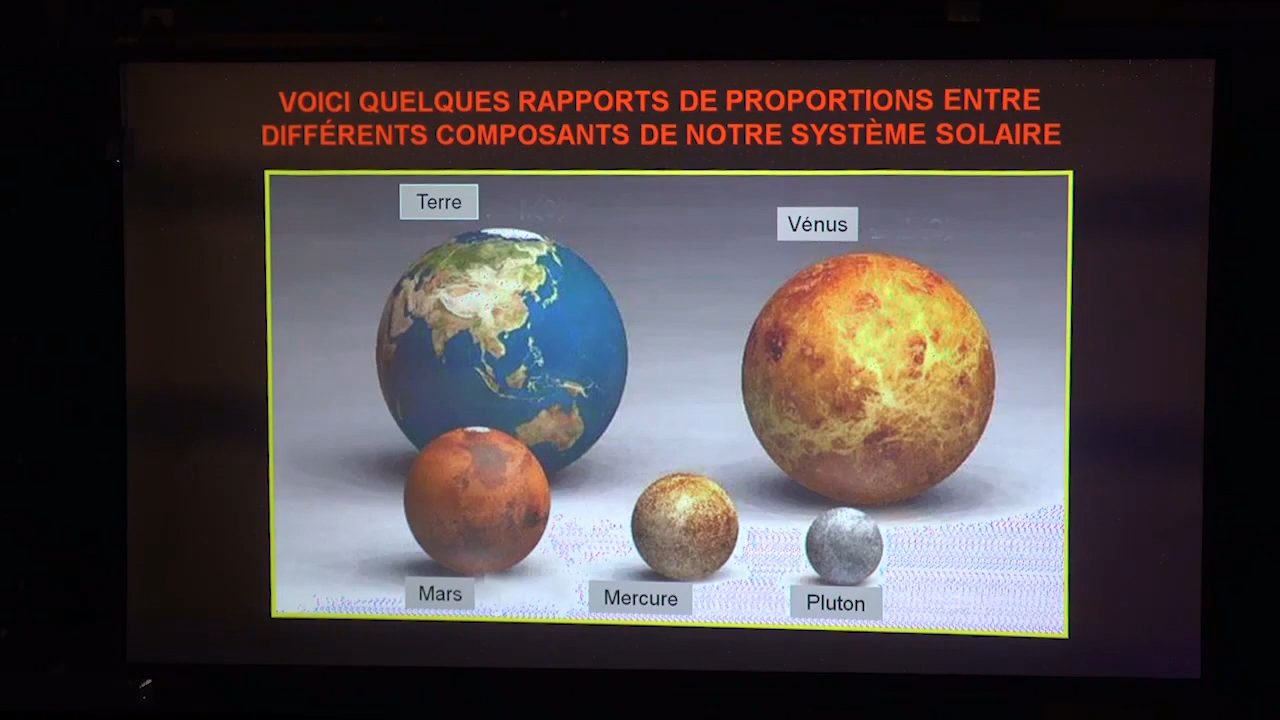 VOICI QUELQUES RAPPORTS DE PROPORTIONS ENTRE
DIFFÉRENTS COMPOSANTS DE NOTRE SYSTÈME SOLAIRE
Terre
Vénus
Mars
Mercure
Pluton